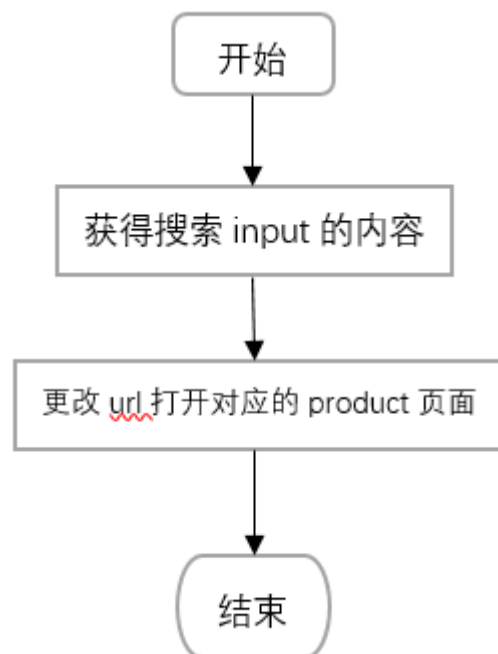 开始
获得搜索 input 的内容
更改 url 打开对应的 product 页面
结束